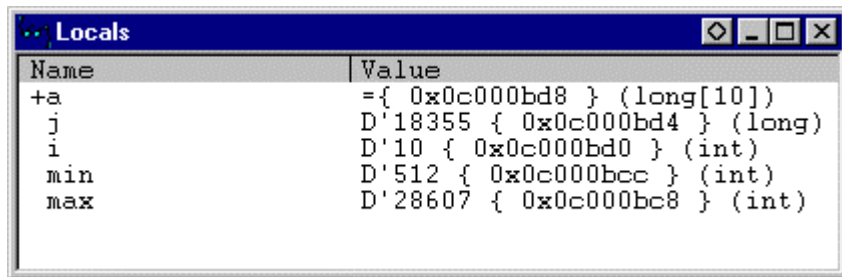 Locals
Name Value
+a ={ 0x0c000bd8 } (long[10])
j D'18355 { 0x0c000bd4 } (long)
i D'10 { 0x0c000bd0 } (int)
min D'512 { 0x0c000bcc } (int)
max D'28607 { 0x0c000bc8 } (int)